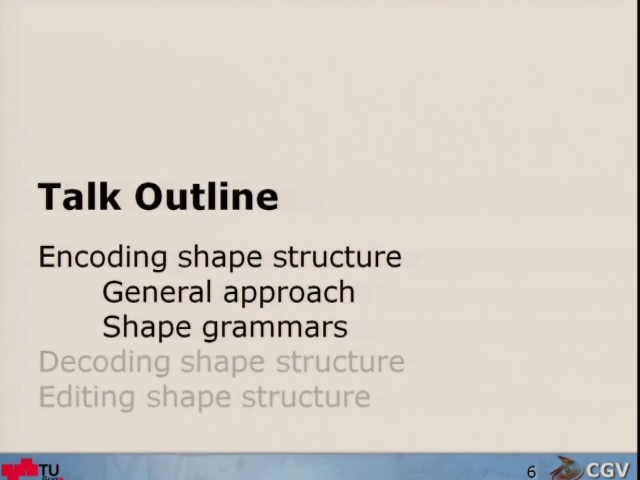 Talk Outline
Encoding shape structure
General approach
Shape grammars
Decoding shape structure
Editing shape structure
TU
6
CGV